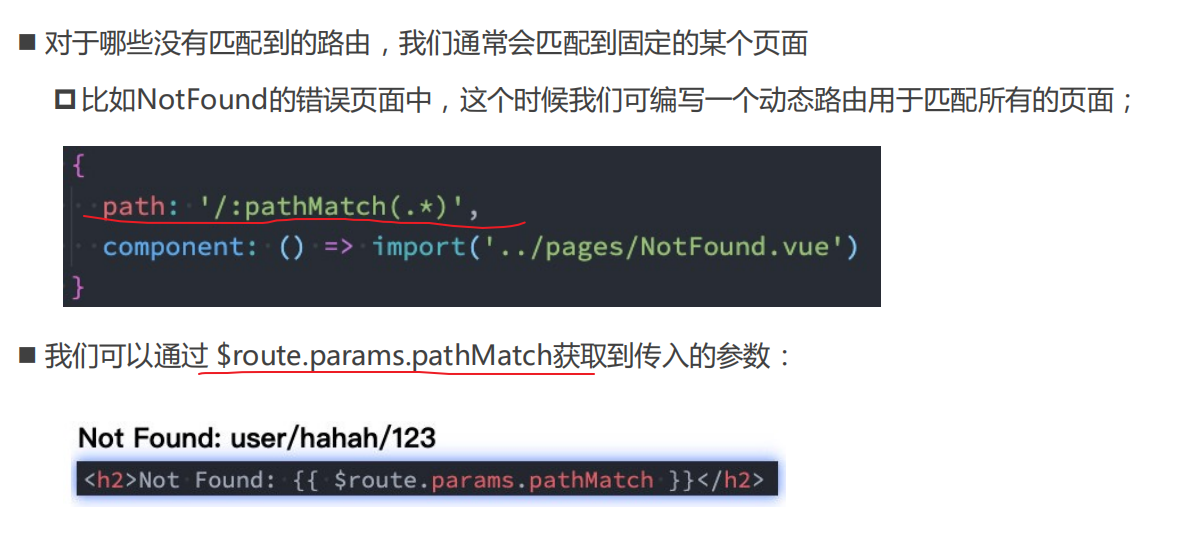 ■ 对于哪些没有匹配到的路由，我们通常会匹配到固定的某个页面
比如NotFound的错误页面中，这个时候我们可编写一个动态路由用于匹配所有的页面；
{
path: '/:pathMatch(.*)',
component: () => import('../pages/NotFound.vue')
}
■ 我们可以通过 $route.params.pathMatch获取到传入的参数：
Not Found: user/hahah/123
<h2>Not Found: {{ $route.params.pathMatch }}</h2>